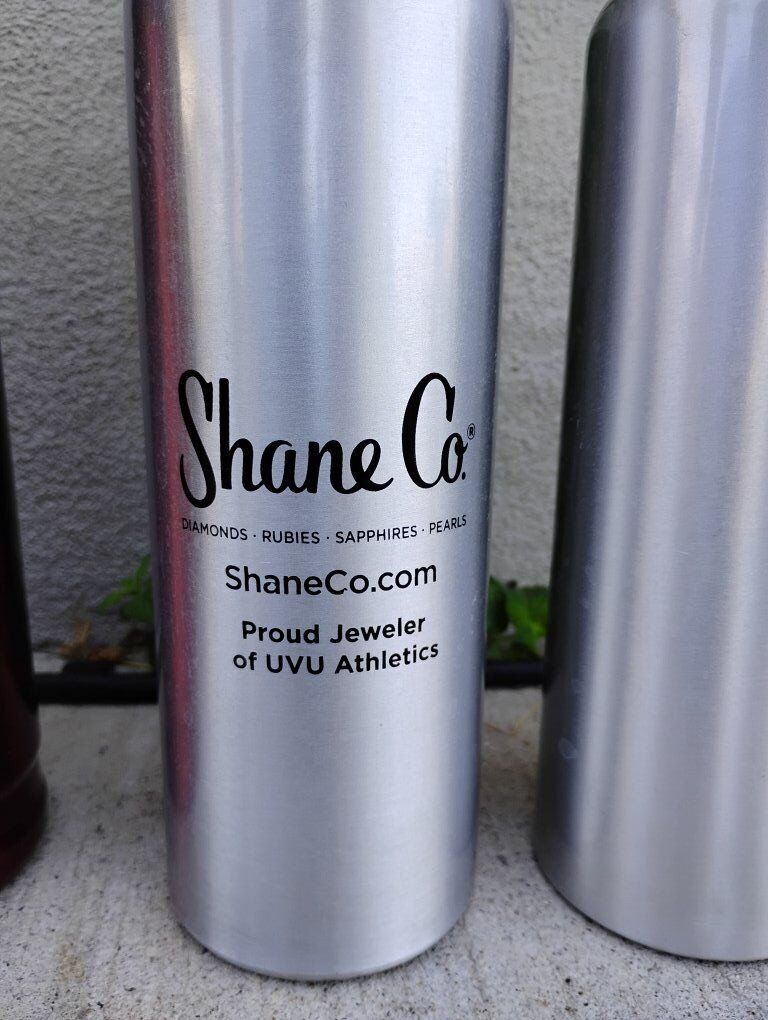 Shane Co.®
DIAMONDS · RUBIES · SAPPHIRES · PEARLS
ShaneCo.com
Proud Jeweler
of UVU Athletics